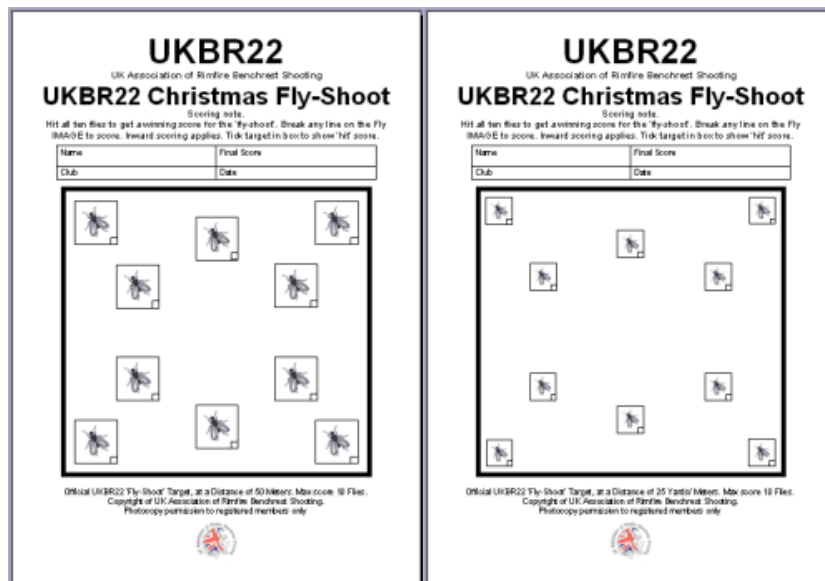 UKBR22
UK Association of Rimfire Benchrest Shooting
UKBR22 Christmas Fly-Shoot
Scoring note.
Hit all ten flies to get a winning score for the 'fly-shoot'. Break any line on the Fly
IMAGE to score. Inward scoring applies. Tick target in box to show 'hit' score.
Name
Final Score
Club
Date
Official UKBR22 'Fly-Shoot' Target, at a Distance of 50 Meters. Max score 10 Flies.
Copyright of UK Association of Rimfire Benchrest Shooting.
Photocopy permission to registered members only
UKBR22
UK Association of Rimfire Benchrest Shooting
UKBR22 Christmas Fly-Shoot
Scoring note.
Hit all ten flies to get a winning score for the 'fly-shoot'. Break any line on the Fly
IMAGE to score. Inward scoring applies. Tick target in box to show 'hit' score.
Name
Final Score
Club
Date
Official UKBR22 'Fly-Shoot' Target, at a Distance of 25 Yards/ Meters. Max score 10 Flies.
Copyright of UK Association of Rimfire Benchrest Shooting.
Photocopy permission to registered members only